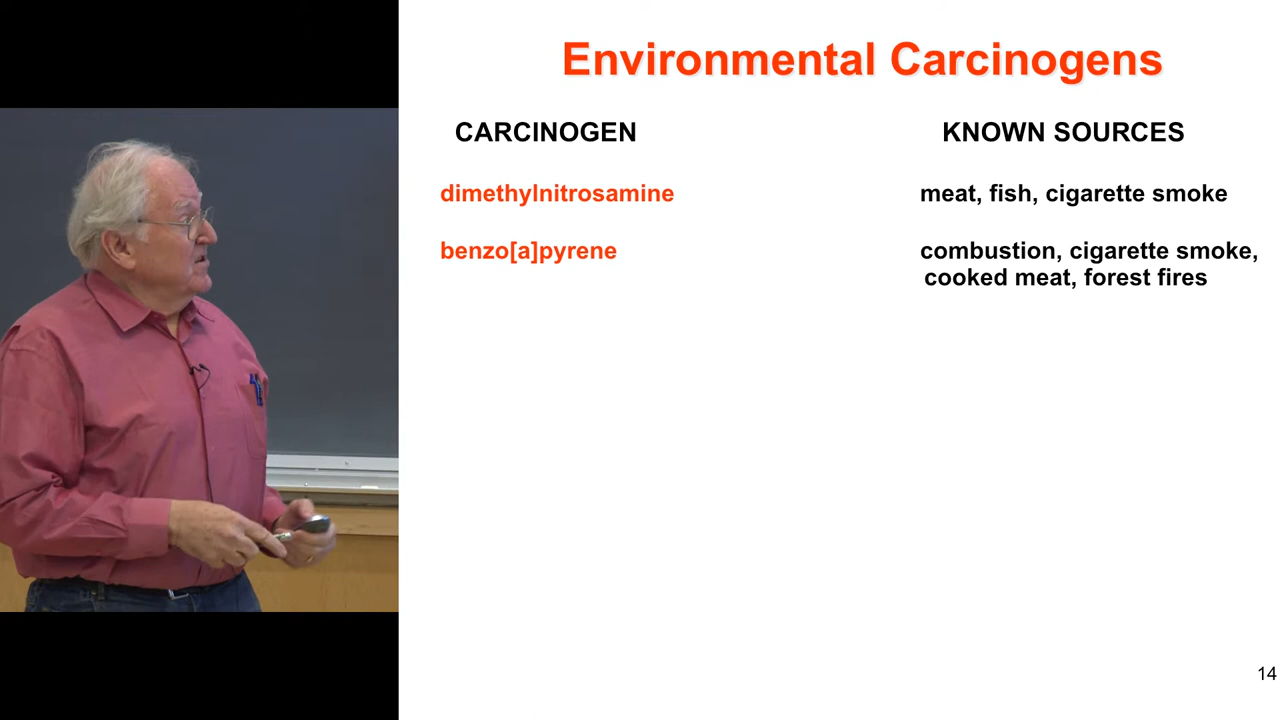 Environmental Carcinogens
CARCINOGEN KNOWN SOURCES
dimethylnitrosamine meat, fish, cigarette smoke
benzo[a]pyrene combustion, cigarette smoke,
cooked meat, forest fires
14